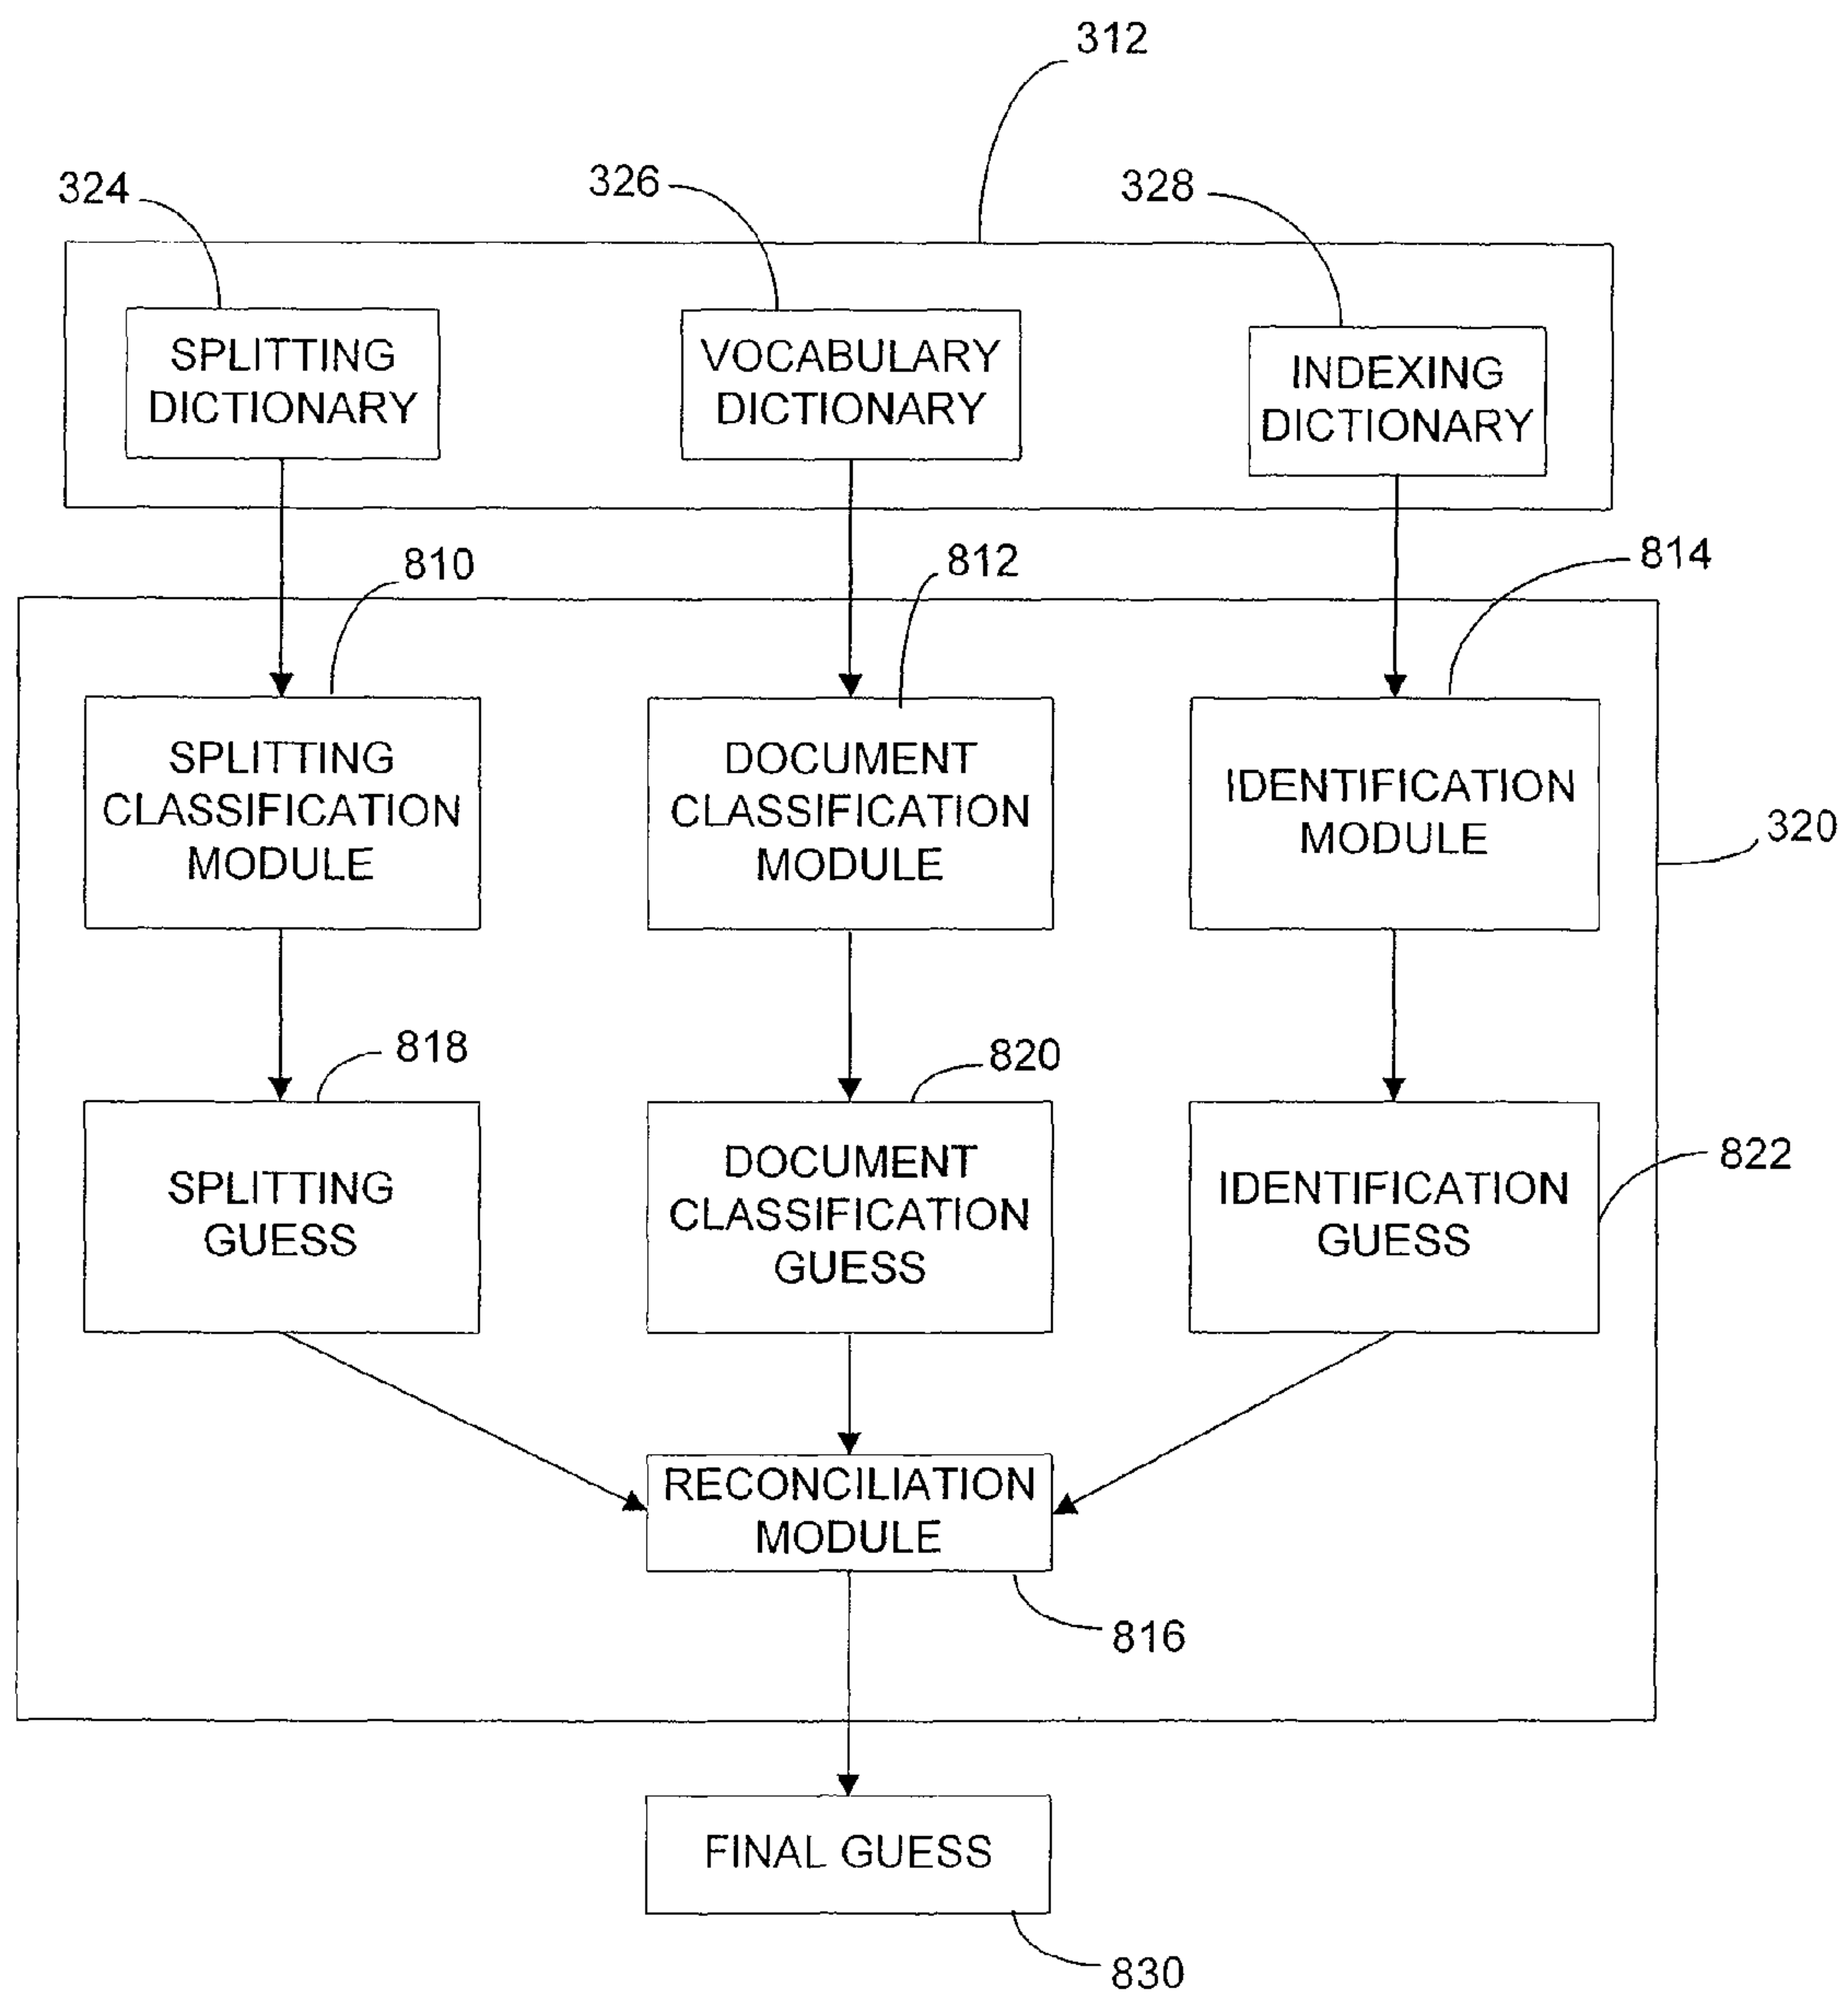 312
324
326
328
SPLITTING
DICTIONARY
VOCABULARY
DICTIONARY
INDEXING
DICTIONARY
810
812
814
SPLITTING
CLASSIFICATION
MODULE
DOCUMENT
CLASSIFICATION
MODULE
IDENTIFICATION
MODULE
320
818
820
822
SPLITTING
GUESS
DOCUMENT
CLASSIFICATION
GUESS
IDENTIFICATION
GUESS
RECONCILIATION
MODULE
816
FINAL GUESS
830